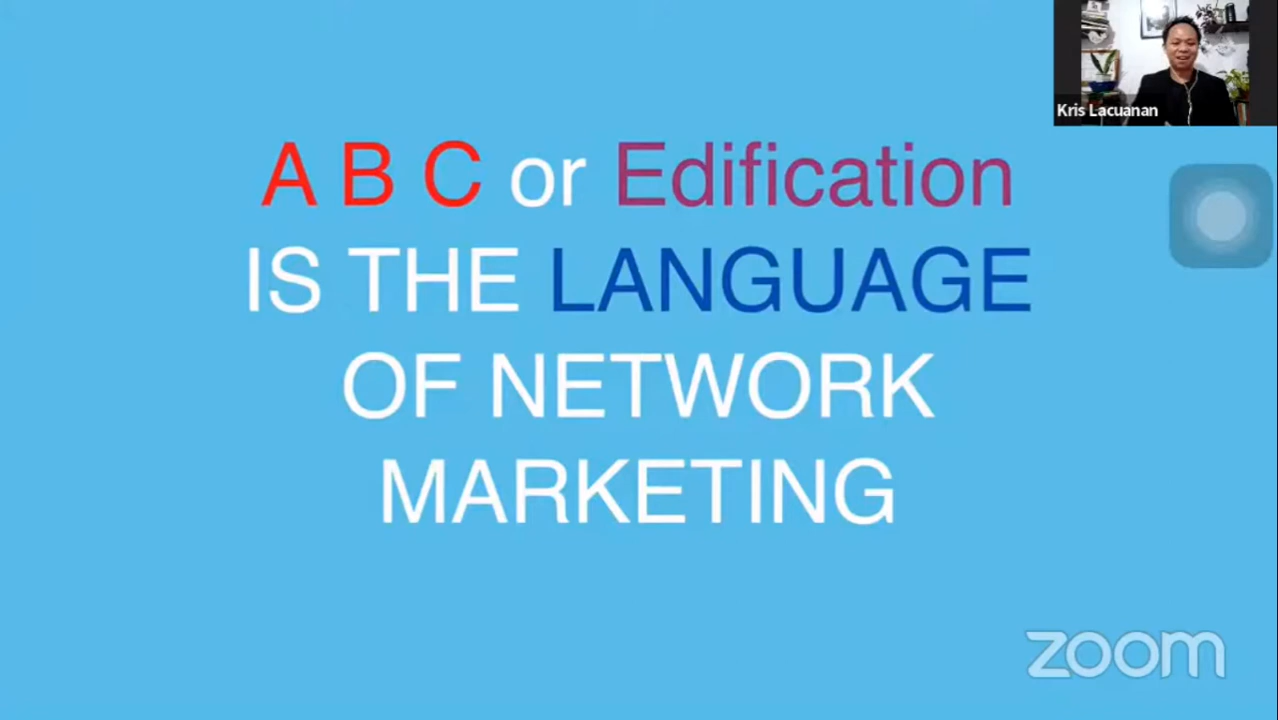 Kris Lacuanan
A B C or Edification
IS THE LANGUAGE
OF NETWORK
MARKETING
zoom